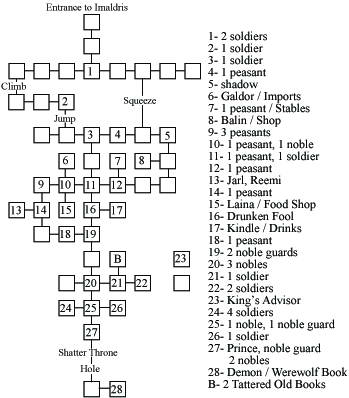 Entrance to Imaldris
1
Climb
2
Squeeze
Jump
3 4 5
6 7 8
9 10 11 12
13 14 15 16 17
18 19
B 23
20 21 22
24 25 26
27
Shatter Throne
Hole
28
1- 2 soldiers
2- 1 soldier
3- 1 soldier
4- 1 peasant
5- shadow
6- Galdor / Imports
7- 1 peasant / Stables
8- Balin / Shop
9- 3 peasants
10- 1 peasant, 1 noble
11- 1 peasant, 1 soldier
12- 1 peasant
13- Jarl, Reemi
14- 1 peasant
15- Laina / Food Shop
16- Drunken Fool
17- Kindle / Drinks
18- 1 peasant
19- 2 noble guards
20- 3 nobles
21- 1 soldier
22- 2 soldiers
23- King's Advisor
24- 4 soldiers
25- 1 noble, 1 noble guard
26- 1 soldier
27- Prince, noble guard
2 nobles
28- Demon / Werewolf Book
B- 2 Tattered Old Books